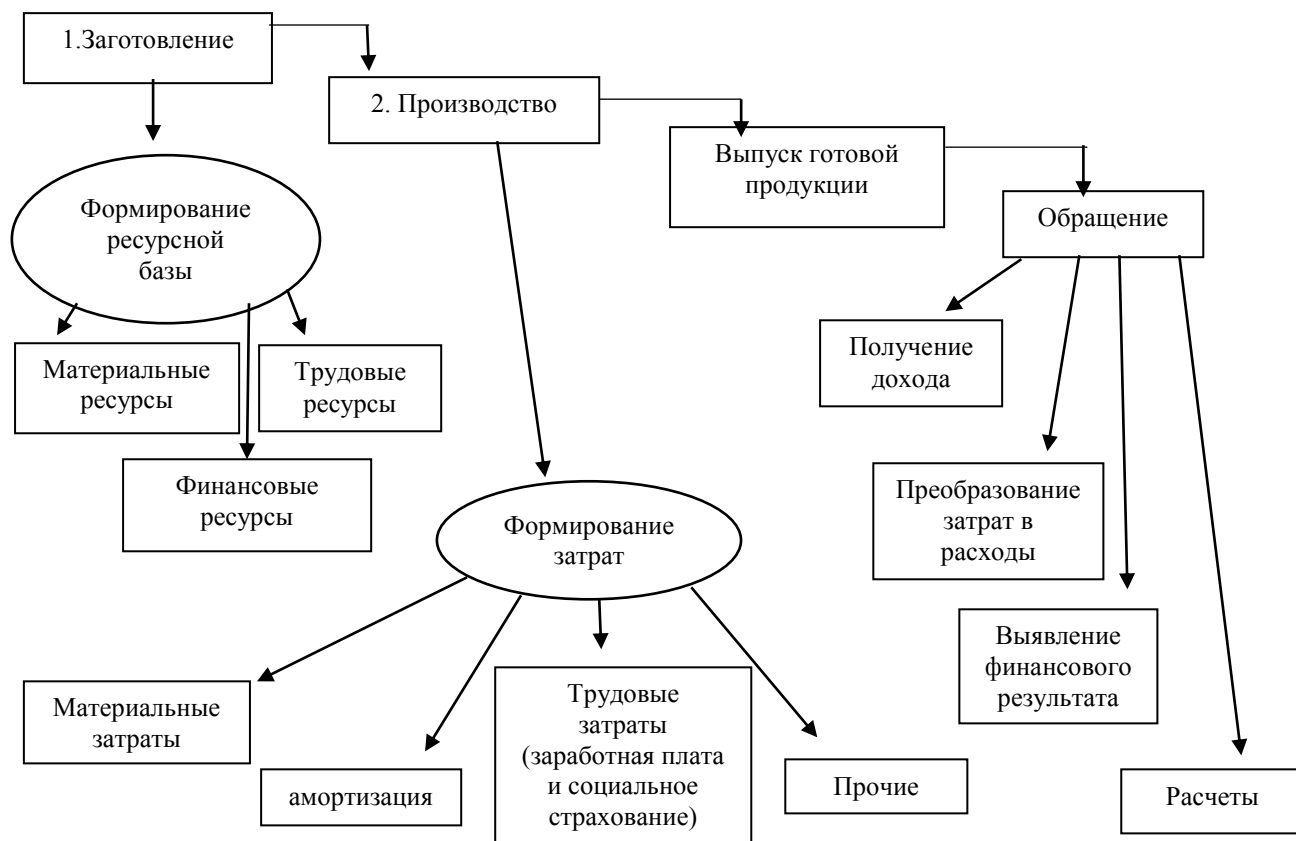 1.Заготовление
2. Производство
Выпуск готовой
продукции
Обращение
Формирование
ресурсной
базы
Материальные
ресурсы
Трудовые
ресурсы
Финансовые
ресурсы
Формирование
затрат
Материальные
затраты
амортизация
Трудовые
затраты
(заработная плата
и социальное
страхование)
Прочие
Получение
дохода
Преобразование
затрат в
расходы
Выявление
финансового
результата
Расчеты